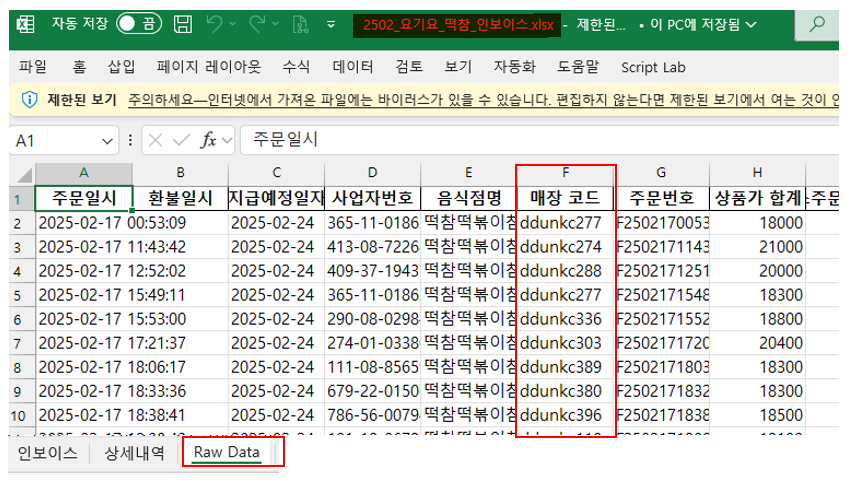 자동 저장 끔 2502_요기요_떡참_인보이스.xlsx - 제한된... • 이 PC에 저장됨
파일 홈 삽입 페이지 레이아웃 수식 데이터 검토 보기 자동화 도움말 Script Lab
제한된 보기 주의하세요—인터넷에서 가져온 파일에는 바이러스가 있을 수 있습니다. 편집하지 않는다면 제한된 보기에서 여는 것이
A1 fx 주문일시
A B C D E F G H
1 주문일시 환불일시 지급예정일자 사업자번호 음식점명 매장 코드 주문번호 상품가 합계
2 2025-02-17 00:53:09 2025-02-24 365-11-0186 떡참떡볶이참 ddunkc277 F2502170053 18000
3 2025-02-17 11:43:42 2025-02-24 413-08-7226 떡참떡볶이참 ddunkc274 F2502171143 21000
4 2025-02-17 12:52:02 2025-02-24 409-37-1943 떡참떡볶이참 ddunkc288 F2502171251 20000
5 2025-02-17 15:49:11 2025-02-24 365-11-0186 떡참떡볶이참 ddunkc277 F2502171548 18300
6 2025-02-17 15:53:00 2025-02-24 290-08-0298 떡참떡볶이참 ddunkc336 F2502171552 18800
7 2025-02-17 17:21:37 2025-02-24 274-01-0338 떡참떡볶이참 ddunkc303 F2502171720 20400
8 2025-02-17 18:06:17 2025-02-24 111-08-8565 떡참떡볶이참 ddunkc389 F2502171803 18300
9 2025-02-17 18:33:36 2025-02-24 679-22-0150 떡참떡볶이참 ddunkc380 F2502171832 18300
10 2025-02-17 18:38:41 2025-02-24 786-56-0079 떡참떡볶이참 ddunkc396 F2502171838 18500
인보이스 상세내역 Raw Data